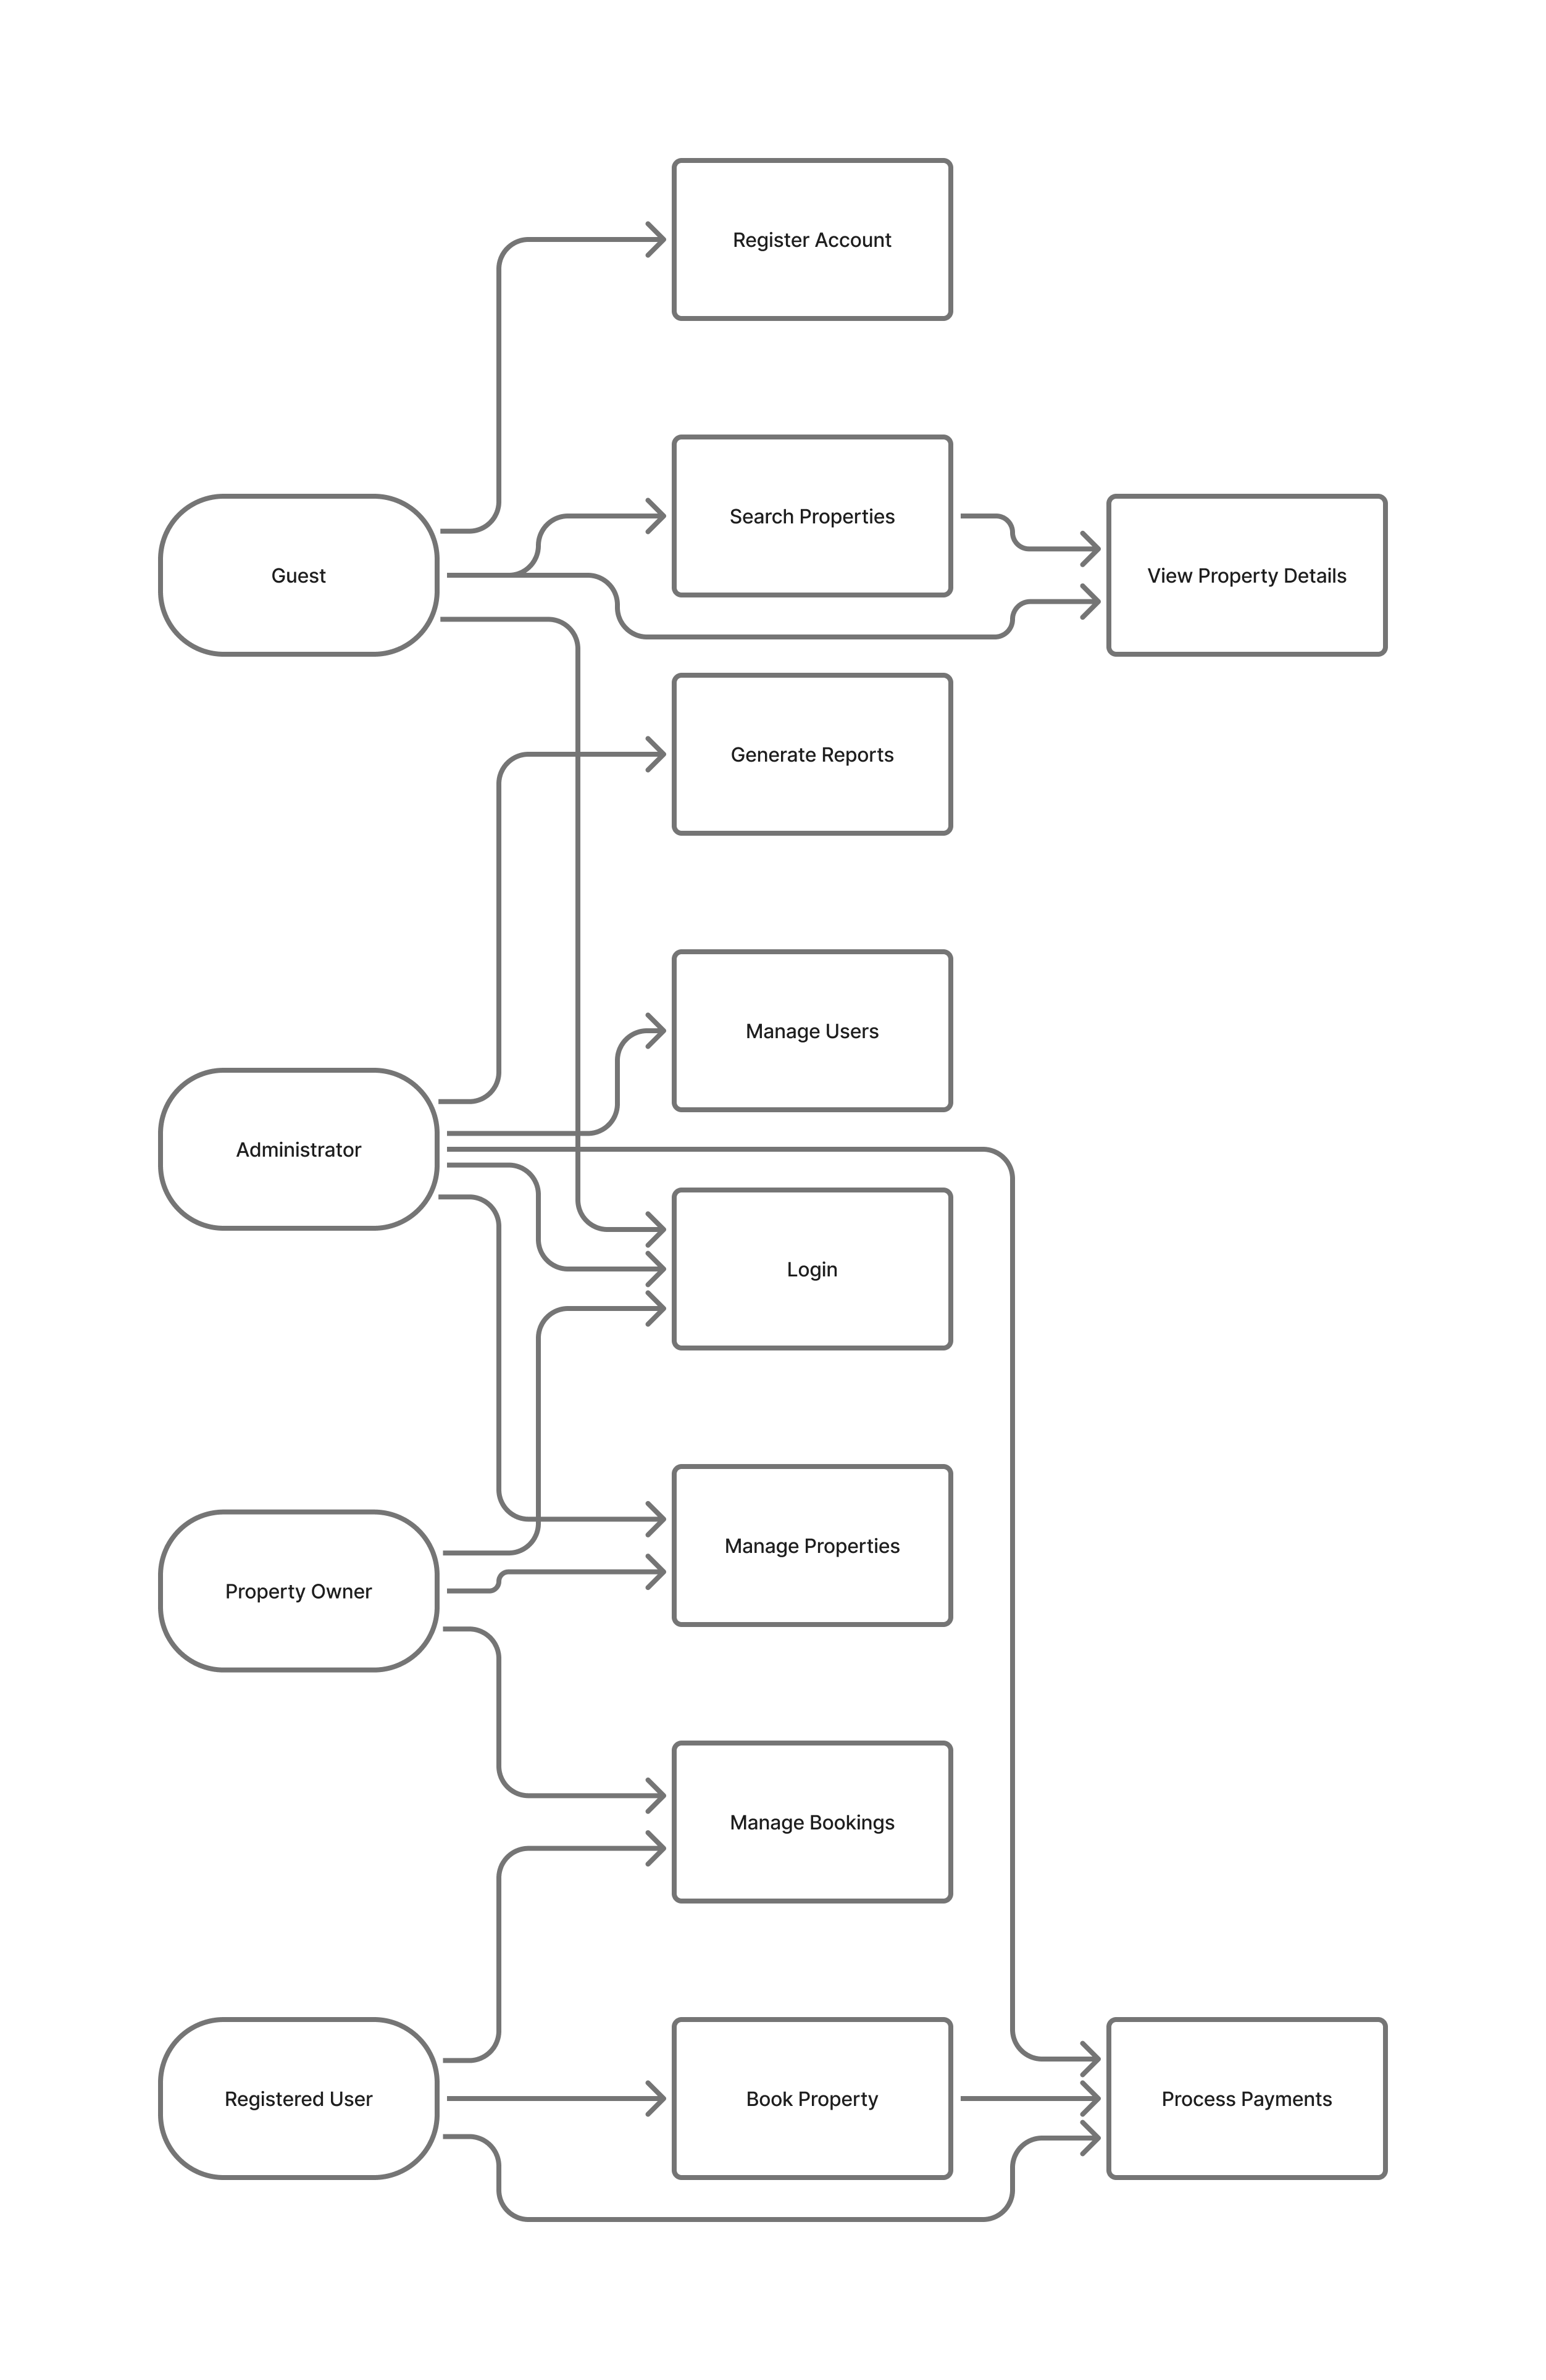 Register Account
Search Properties
Guest
View Property Details
Generate Reports
Manage Users
Administrator
Login
Manage Properties
Property Owner
Manage Bookings
Registered User
Book Property
Process Payments